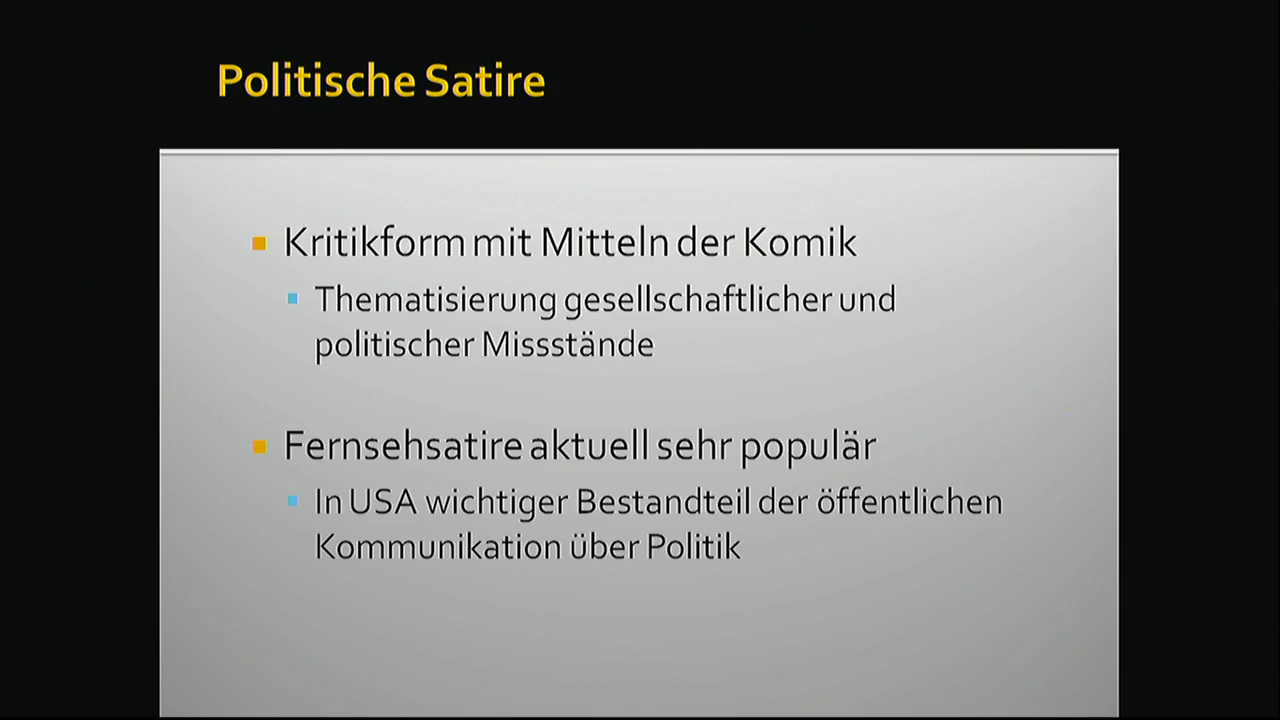 Politische Satire
Kritikform mit Mitteln der Komik
Thematisierung gesellschaftlicher und
politischer Missstände
Fernsehsatire aktuell sehr populär
In USA wichtiger Bestandteil der öffentlichen
Kommunikation über Politik